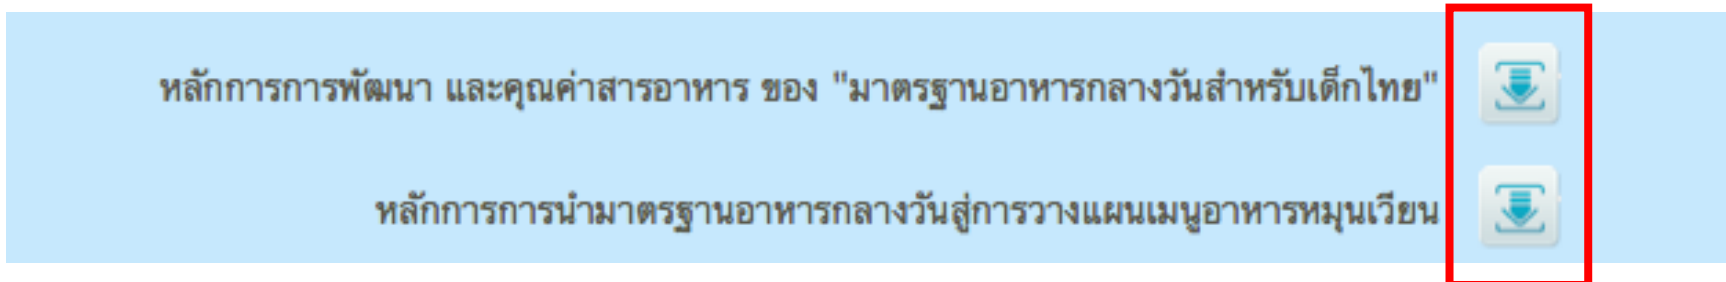 หลักการการพัฒนา และคุณค่าสารอาหาร ของ "มาตรฐานอาหารกลางวันสำหรับเด็กไทย"
หลักการการนำมาตรฐานอาหารกลางวันสู่การวางแผนเมนูอาหารหมุนเวียน